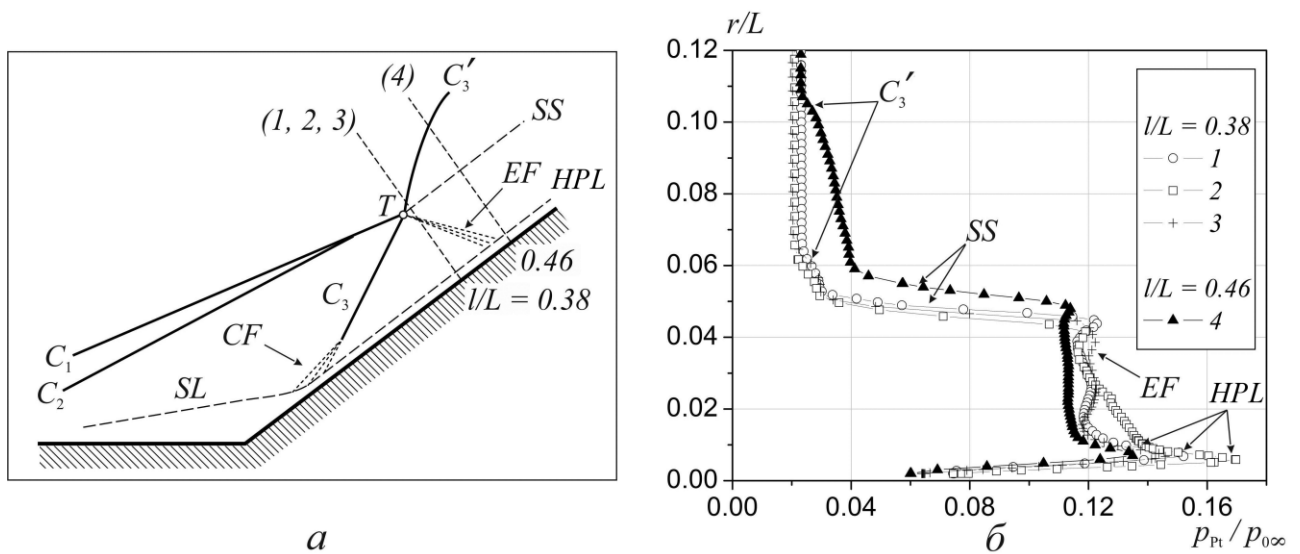 C₃′
(4)
(1, 2, 3)
SS
EF
HPL
T
0.46
l/L = 0.38
C₃
CF
C₁
C₂
SL
а
r/L
0.12
0.10
0.08
0.06
0.04
0.02
0.00
0.00
0.04
0.08
0.12
0.16
pₚₜ / p₀∞
C₃′
SS
EF
HPL
l/L = 0.38
1
2
3
l/L = 0.46
4
б